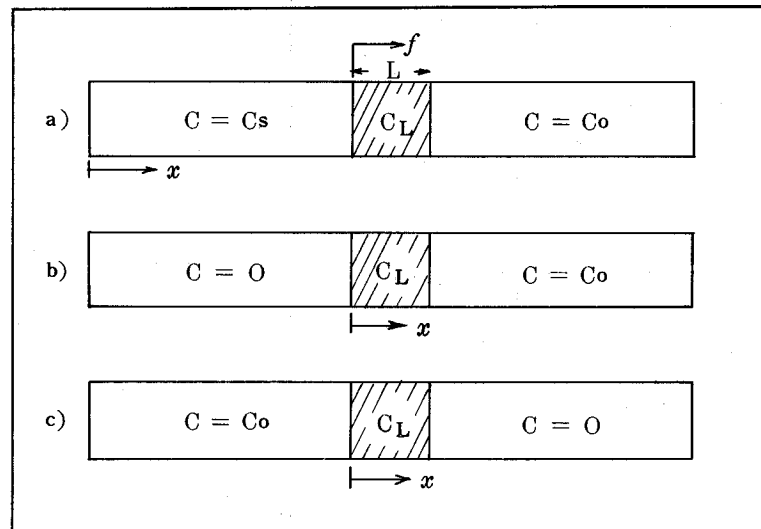 f
L
a) C = Cs C_L C = Co
x
b) C = O C_L C = Co
x
c) C = Co C_L C = O
x